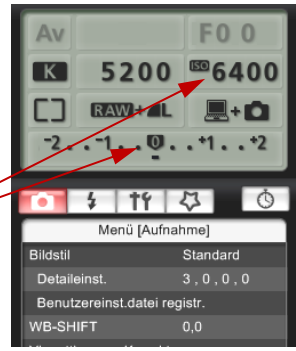 Av F0 0
K 5200 ISO 6400
RAW+L
-2..-1..0..+1..+2
Menü [Aufnahme]
Bildstil Standard
Detaileinst. 3 , 0 , 0 , 0
Benutzereinst.datei registr.
WB-SHIFT 0,0